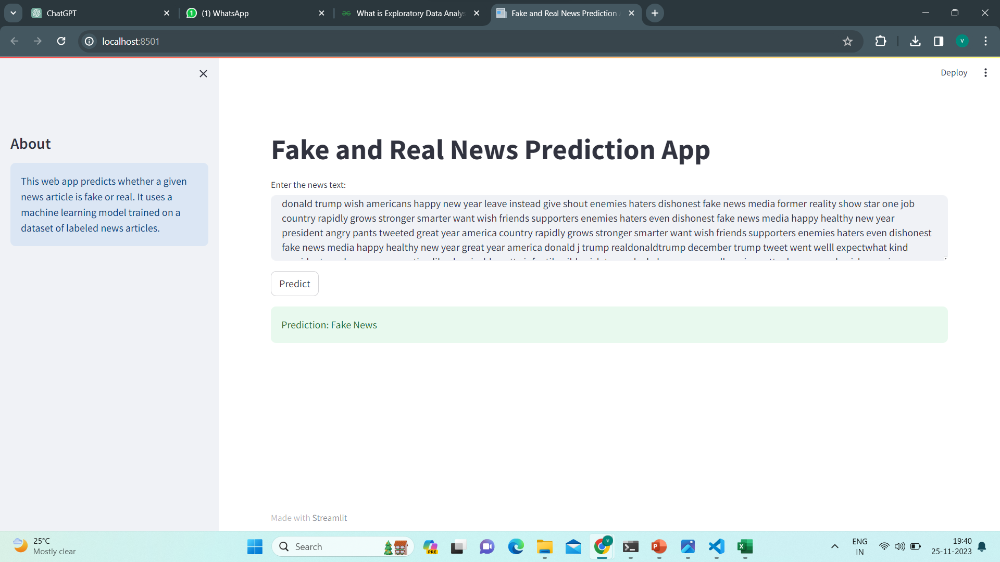 ChatGPT
(1) WhatsApp
What is Exploratory Data Analys
Fake and Real News Prediction
localhost:8501
V
Deploy
About
This web app predicts whether a given
news article is fake or real. It uses a
machine learning model trained on a
dataset of labeled news articles.
Fake and Real News Prediction App
Enter the news text:
donald trump wish americans happy new year leave instead give shout enemies haters dishonest fake news media former reality show star one job
country rapidly grows stronger smarter want wish friends supporters enemies haters even dishonest fake news media happy healthy new year
president angry pants tweeted great year america country rapidly grows stronger smarter want wish friends supporters enemies haters even dishonest
fake news media happy healthy new year great year america donald j trump realdonaldtrump december trump tweet went welll expectwhat kind
Predict
Prediction: Fake News
Made with Streamlit
25°C
Mostly clear
Search
PRE
V
ENG
IN
19:40
25-11-2023